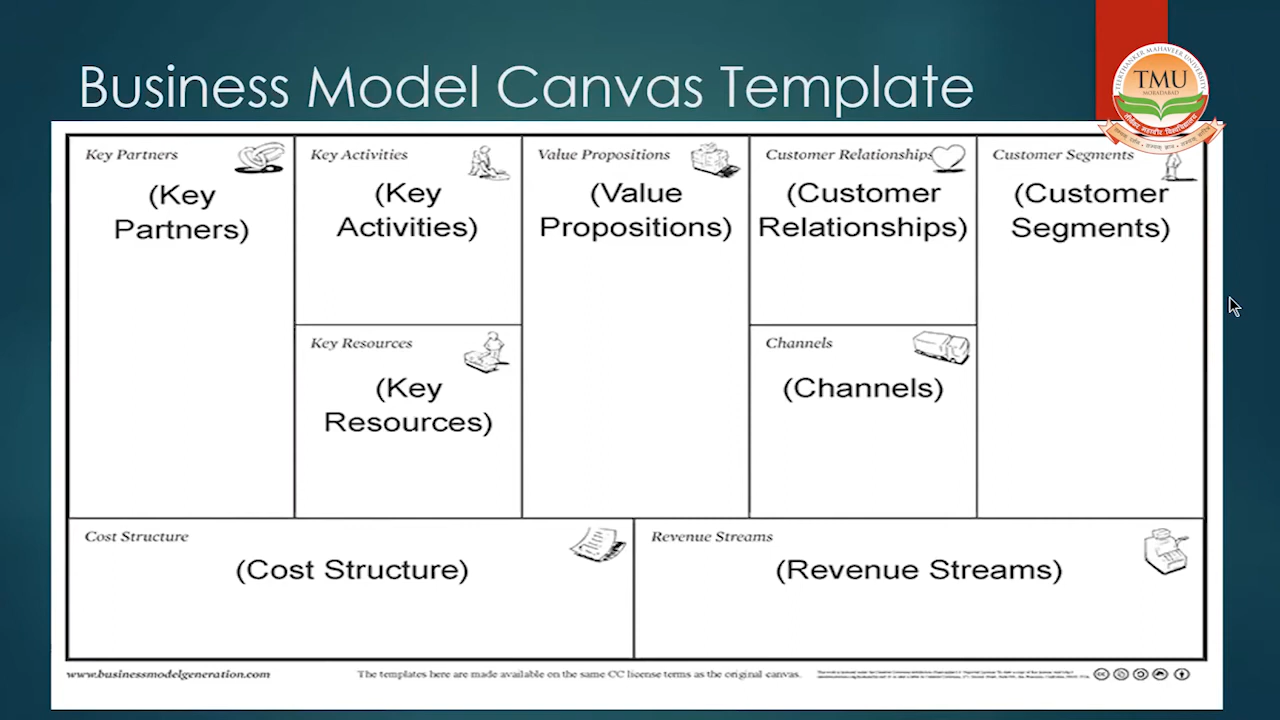 Business Model Canvas Template
TEERTHANKER MAHAVEER UNIVERSITY
TMU
MORADABAD
Key Partners
(Key
Partners)
Key Activities
(Key
Activities)
Key Resources
(Key
Resources)
Value Propositions
(Value
Propositions)
Customer Relationships
(Customer
Relationships)
Channels
(Channels)
Customer Segments
(Customer
Segments)
Cost Structure
(Cost Structure)
Revenue Streams
(Revenue Streams)
www.businessmodelgeneration.com
The templates here are made available on the same CC license terms as the original canvas.